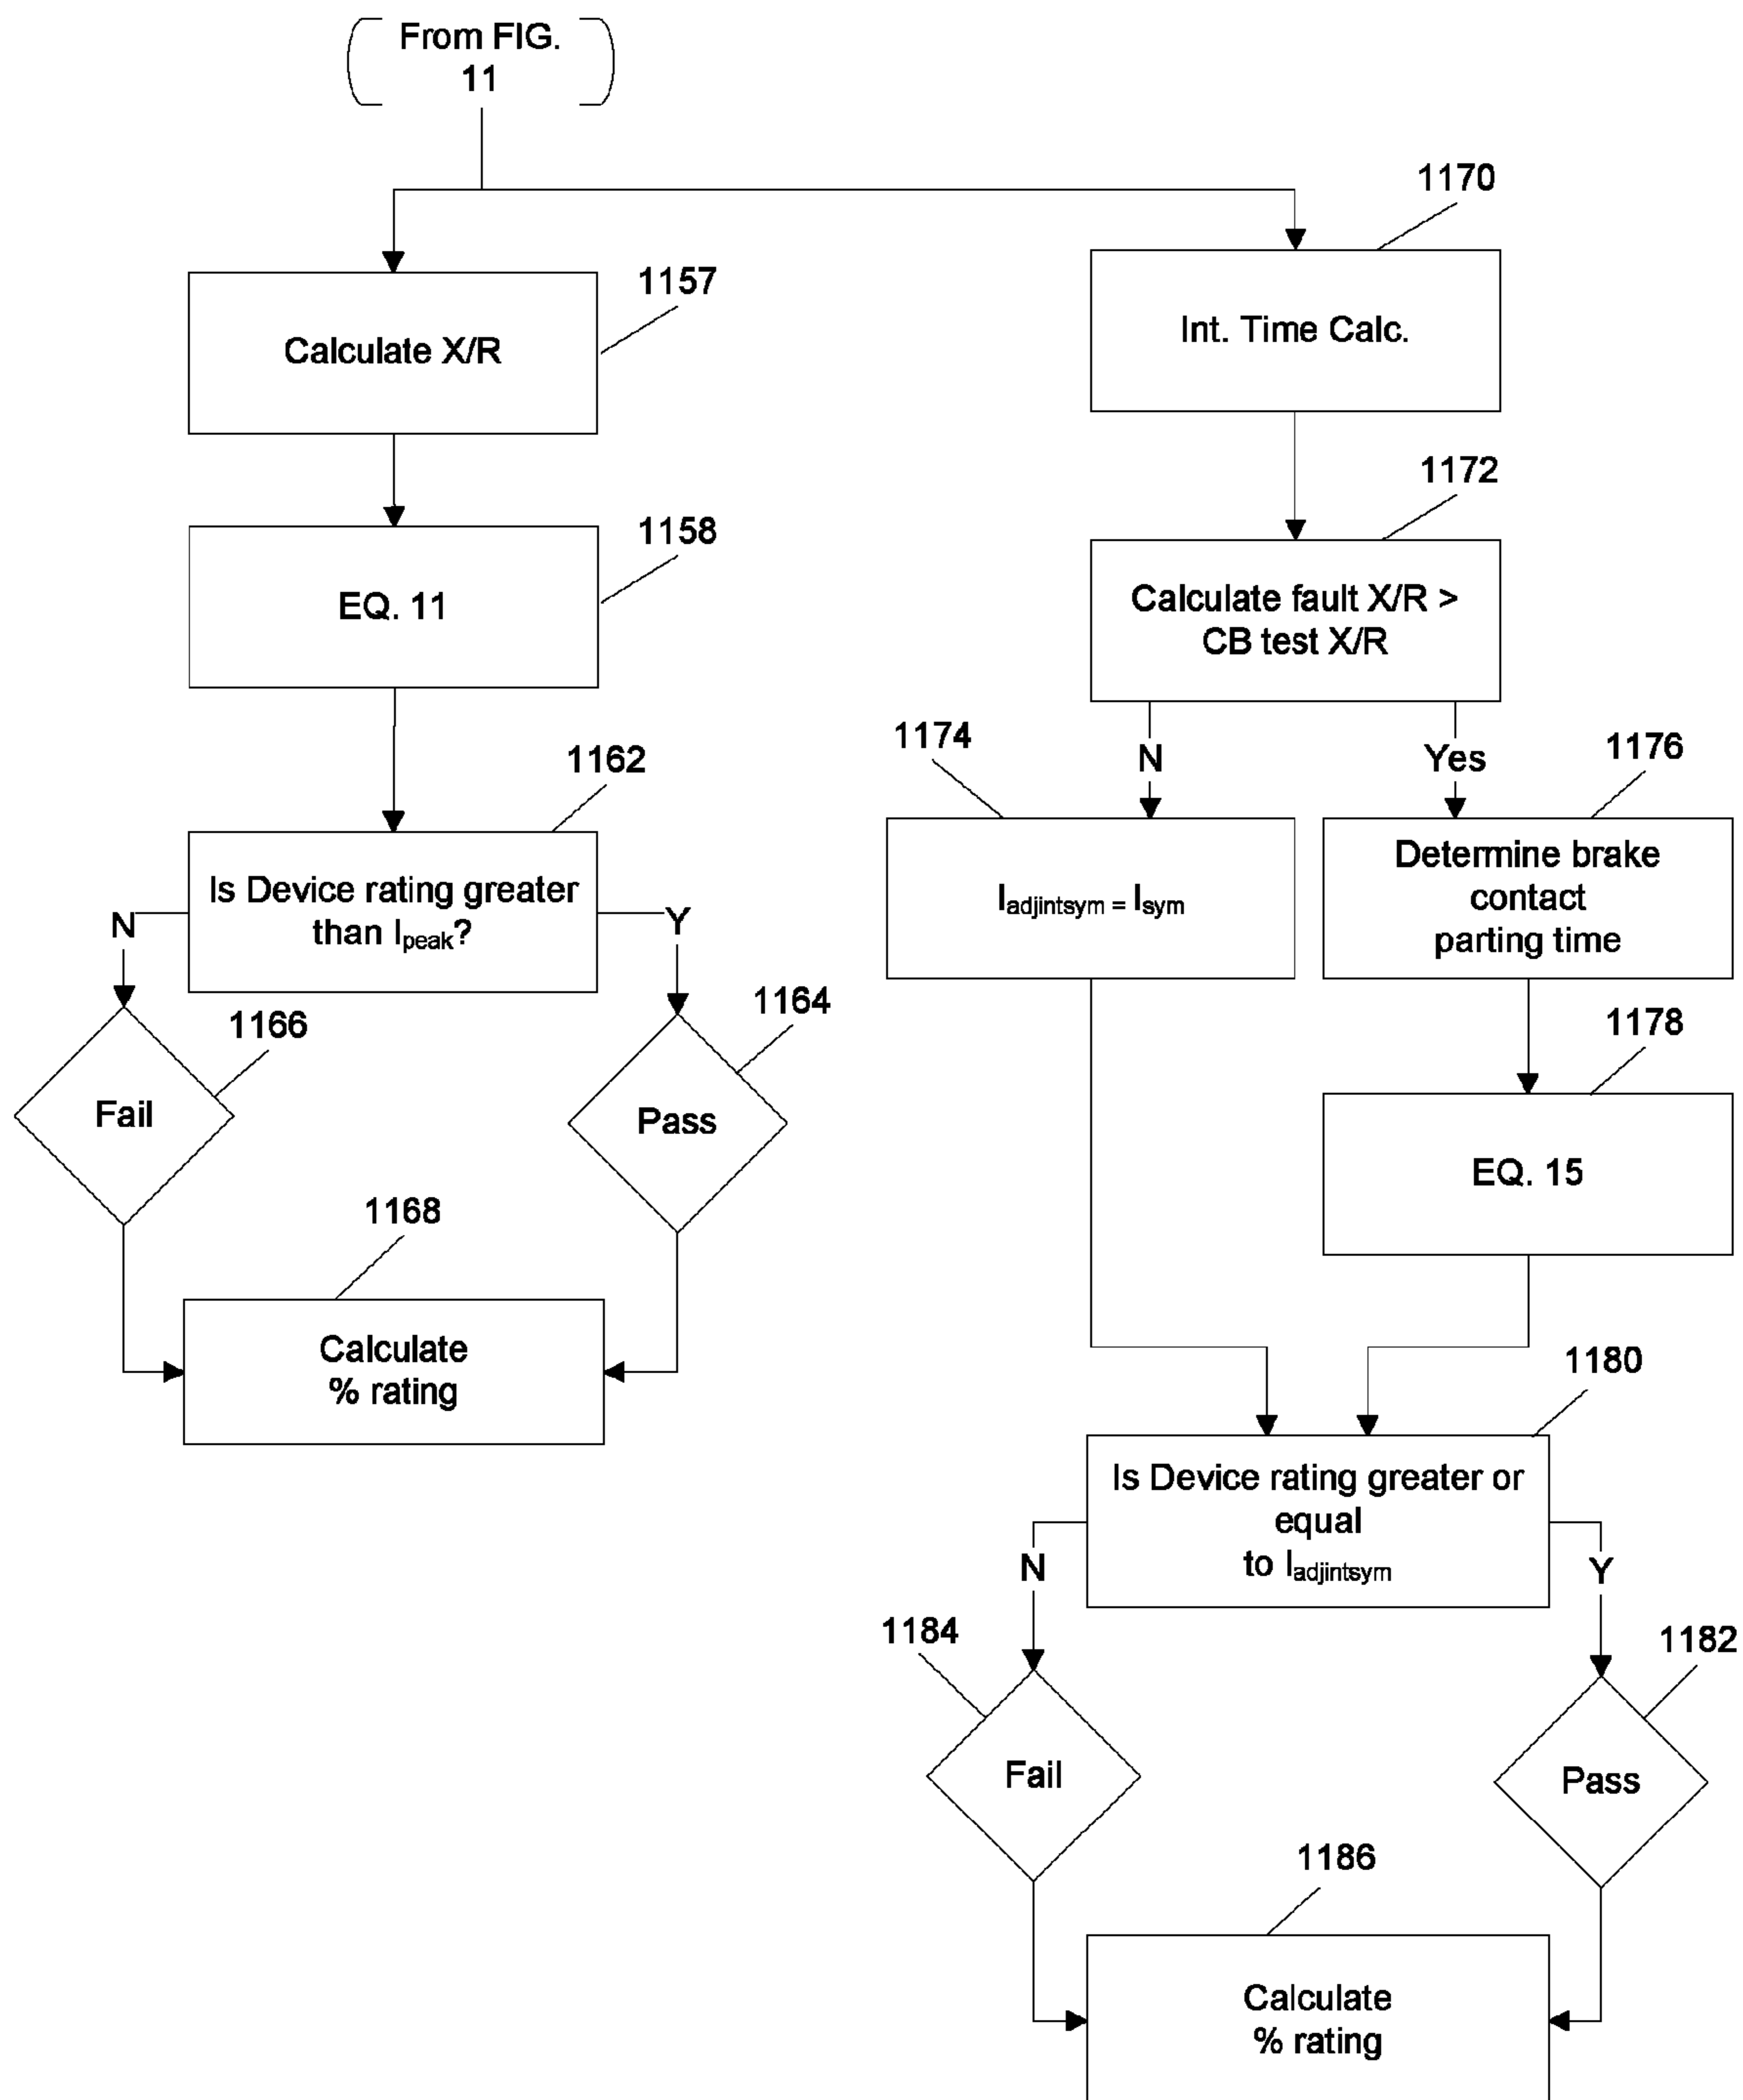 From FIG.
11
1170
1157
Calculate X/R
Int. Time Calc.
1172
1158
EQ. 11
Calculate fault X/R >
CB test X/R
1174
N
Yes
1176
1162
Is Device rating greater
than Ipeak?
N
Y
Iadjintsym = Isym
Determine brake
contact
parting time
1166
1164
1178
Fail
Pass
EQ. 15
1168
Calculate
% rating
1180
Is Device rating greater or
equal
to Iadjintsym
N
Y
1184
1182
Fail
Pass
1186
Calculate
% rating